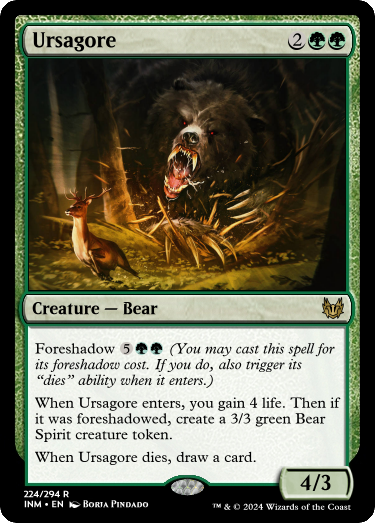 Ursagore 2
Creature — Bear
Foreshadow 5 (You may cast this spell for
its foreshadow cost. If you do, also trigger its
“dies” ability when it enters.)
When Ursagore enters, you gain 4 life. Then if
it was foreshadowed, create a 3/3 green Bear
Spirit creature token.
When Ursagore dies, draw a card.
4/3
224/294 R
INM • EN Borja Pindado
™ & © 2024 Wizards of the Coast